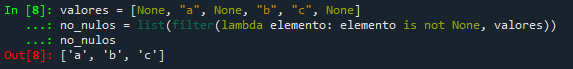 In [8]: valores = [None, "a", None, "b", "c", None]
...: no_nulos = list(filter(lambda elemento: elemento is not None, valores))
...: no_nulos
Out[8]: ['a', 'b', 'c']